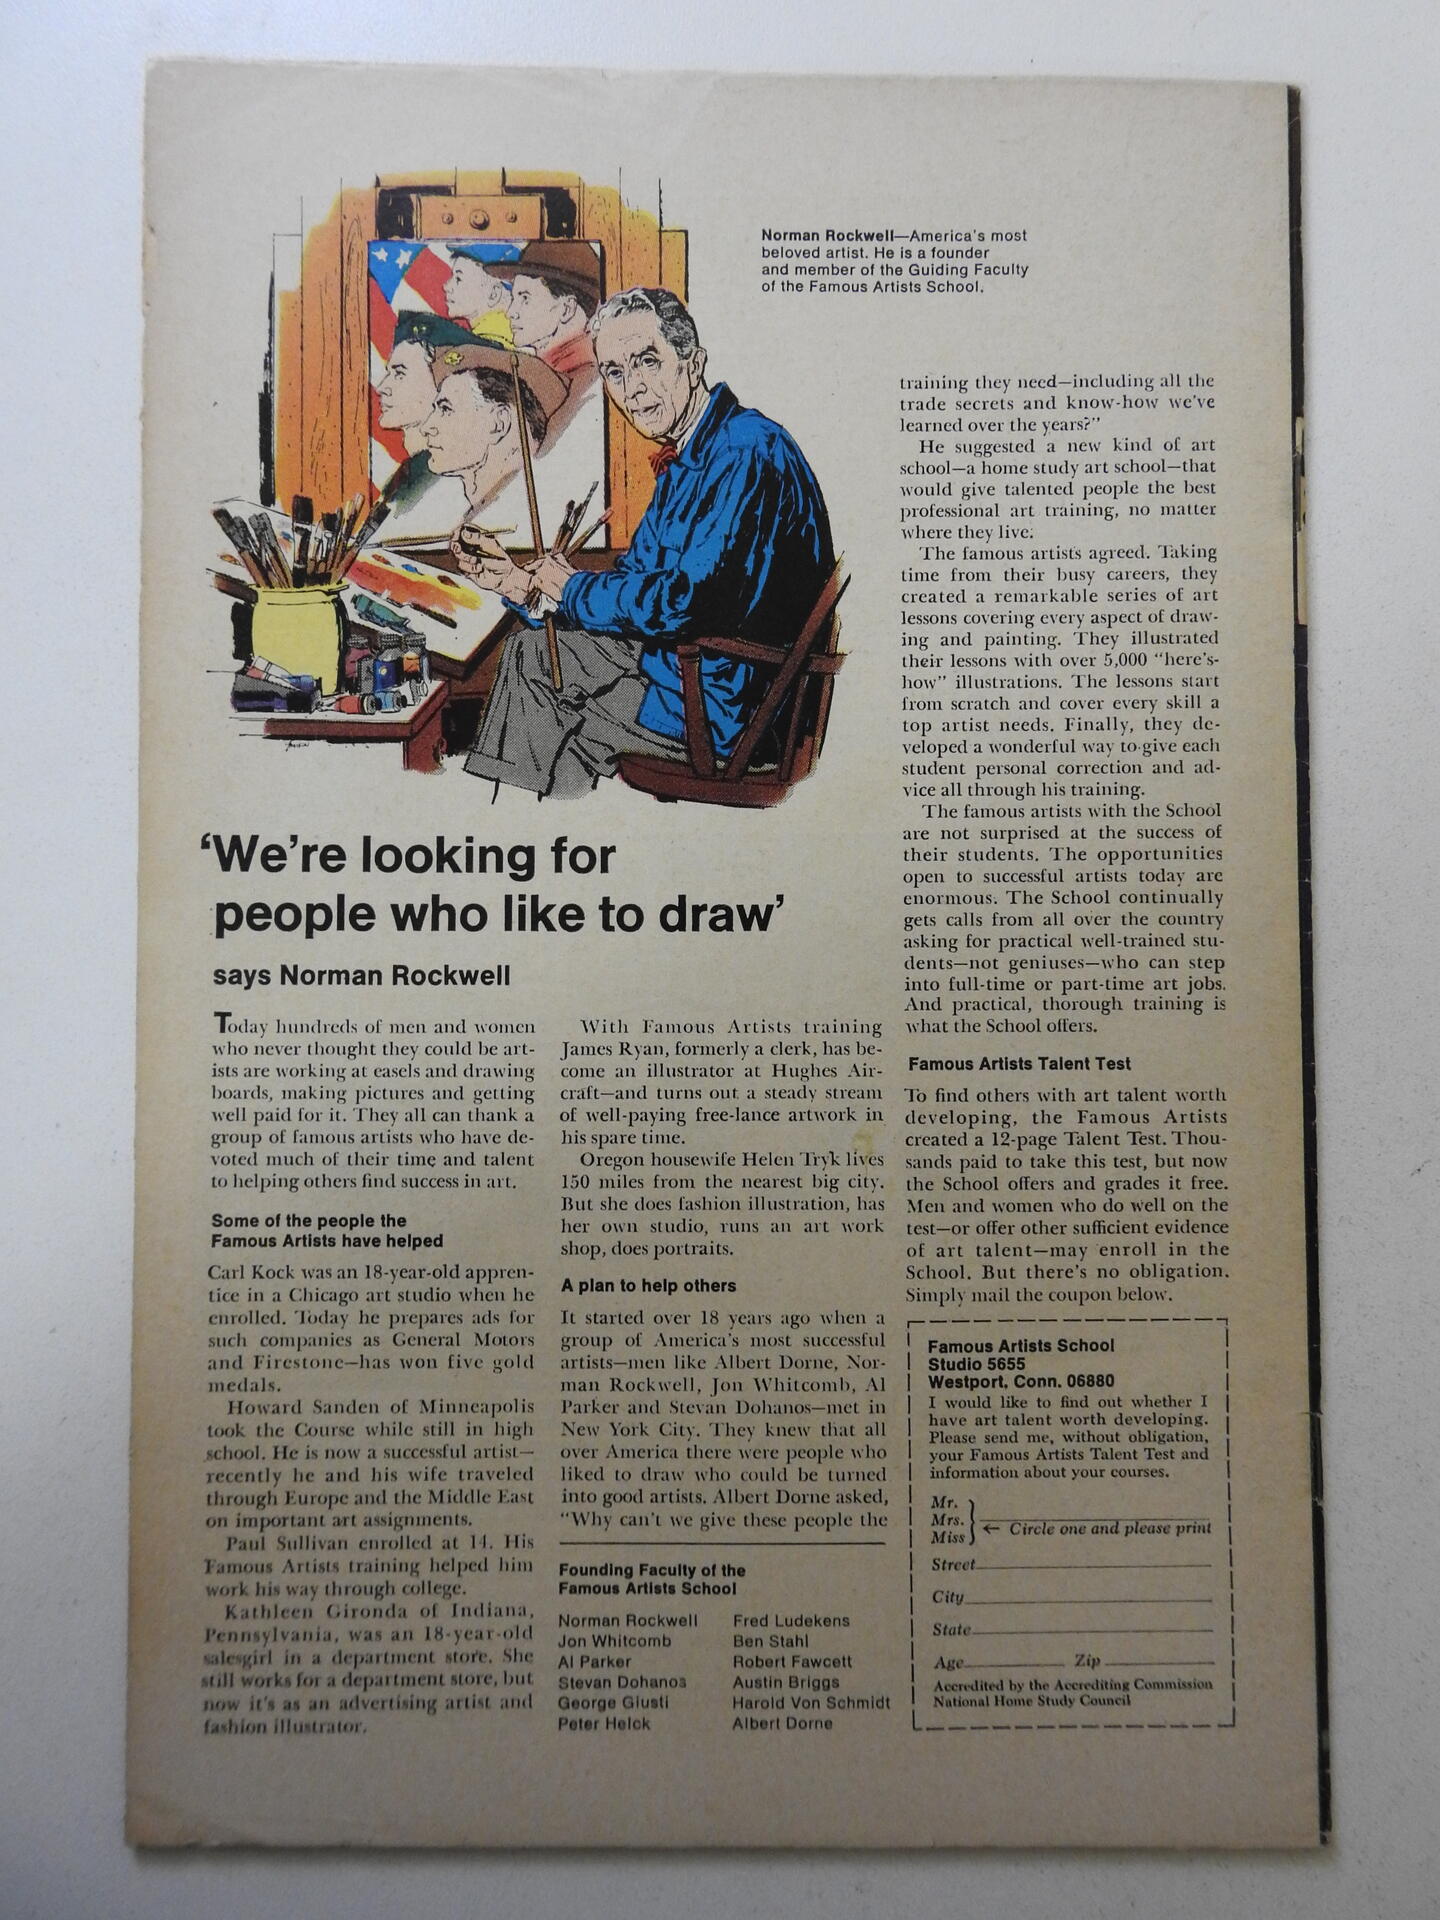 Norman Rockwell—America's most
beloved artist. He is a founder
and member of the Guiding Faculty
of the Famous Artists School.
'We're looking for
people who like to draw'
says Norman Rockwell
Today hundreds of men and women
who never thought they could be art-
ists are working at easels and drawing
boards, making pictures and getting
well paid for it. They all can thank a
group of famous artists who have de-
voted much of their time and talent
to helping others find success in art.
Some of the people the
Famous Artists have helped
Carl Kock was an 18-year-old appren-
tice in a Chicago art studio when he
enrolled. Today he prepares ads for
such companies as General Motors
and Firestone—has won five gold
medals.
Howard Sanden of Minneapolis
took the Course while still in high
school. He is now a successful artist—
recently he and his wife traveled
through Europe and the Middle East
on important art assignments.
Paul Sullivan enrolled at 14. His
Famous Artists training helped him
work his way through college.
Kathleen Gironda of Indiana,
Pennsylvania, was an 18-year-old
salesgirl in a department store. She
still works for a department store, but
now it's as an advertising artist and
fashion illustrator.
With Famous Artists training
James Ryan, formerly a clerk, has be-
come an illustrator at Hughes Air-
craft—and turns out a steady stream
of well-paying free-lance artwork in
his spare time.
Oregon housewife Helen Tryk lives
150 miles from the nearest big city.
But she does fashion illustration, has
her own studio, runs an art work
shop, does portraits.
A plan to help others
It started over 18 years ago when a
group of America's most successful
artists—men like Albert Dorne, Nor-
man Rockwell, Jon Whitcomb, Al
Parker and Stevan Dohanos—met in
New York City. They knew that all
over America there were people who
liked to draw who could be turned
into good artists. Albert Dorne asked,
"Why can't we give these people the
Founding Faculty of the
Famous Artists School
Norman Rockwell
Jon Whitcomb
Al Parker
Stevan Dohanos
George Giusti
Peter Helck
Fred Ludekens
Ben Stahl
Robert Fawcett
Austin Briggs
Harold Von Schmidt
Albert Dorne
training they need—including all the
trade secrets and know-how we've
learned over the years?"
He suggested a new kind of art
school—a home study art school—that
would give talented people the best
professional art training, no matter
where they live.
The famous artists agreed. Taking
time from their busy careers, they
created a remarkable series of art
lessons covering every aspect of draw-
ing and painting. They illustrated
their lessons with over 5,000 "here's-
how" illustrations. The lessons start
from scratch and cover every skill a
top artist needs. Finally, they de-
veloped a wonderful way to give each
student personal correction and ad-
vice all through his training.
The famous artists with the School
are not surprised at the success of
their students. The opportunities
open to successful artists today are
enormous. The School continually
gets calls from all over the country
asking for practical well-trained stu-
dents—not geniuses—who can step
into full-time or part-time art jobs.
And practical, thorough training is
what the School offers.
Famous Artists Talent Test
To find others with art talent worth
developing, the Famous Artists
created a 12-page Talent Test. Thou-
sands paid to take this test, but now
the School offers and grades it free.
Men and women who do well on the
test—or offer other sufficient evidence
of art talent—may enroll in the
School. But there's no obligation.
Simply mail the coupon below.
Famous Artists School
Studio 5655
Westport, Conn. 06880
I would like to find out whether I
have art talent worth developing.
Please send me, without obligation,
your Famous Artists Talent Test and
information about your courses.
Mr.
Mrs.
Miss
← Circle one and please print
Street
City
State
Age Zip
Accredited by the Accrediting Commission
National Home Study Council